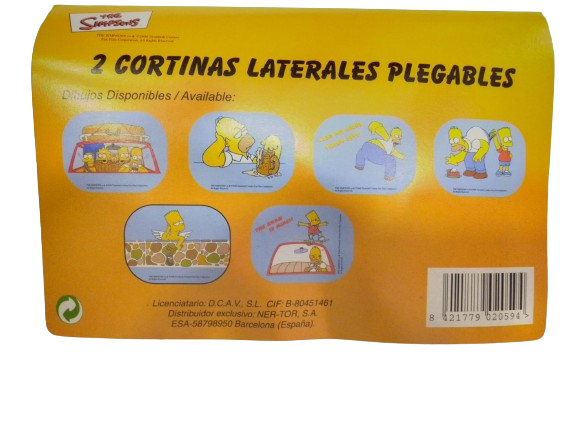 THE
SIMPSONS
2 CORTINAS LATERALES PLEGABLES
Dibujos Disponibles / Available:
Licenciatario: D.C.A.V., S.L. CIF: B-80451461
Distribuidor exclusivo: NER-TOR, S.A.
ESA-58798950 Barcelona (España).
8 421779 020594 >